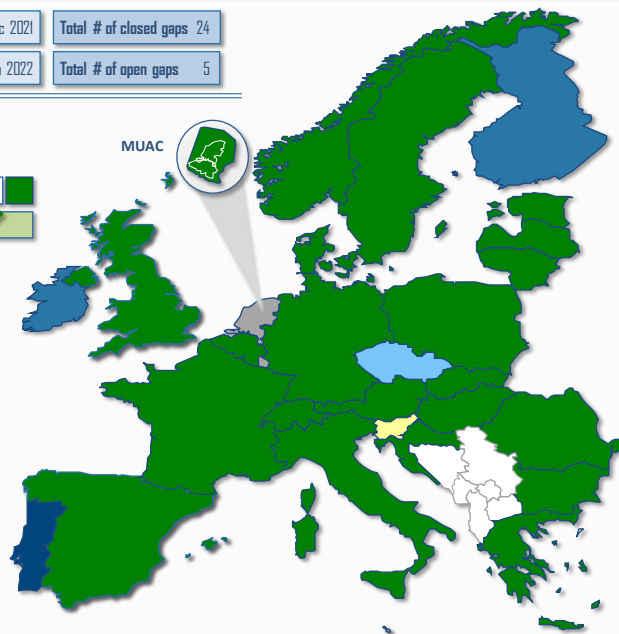 2021
Total # of closed gaps 24
2022
Total # of open gaps 5
MUAC